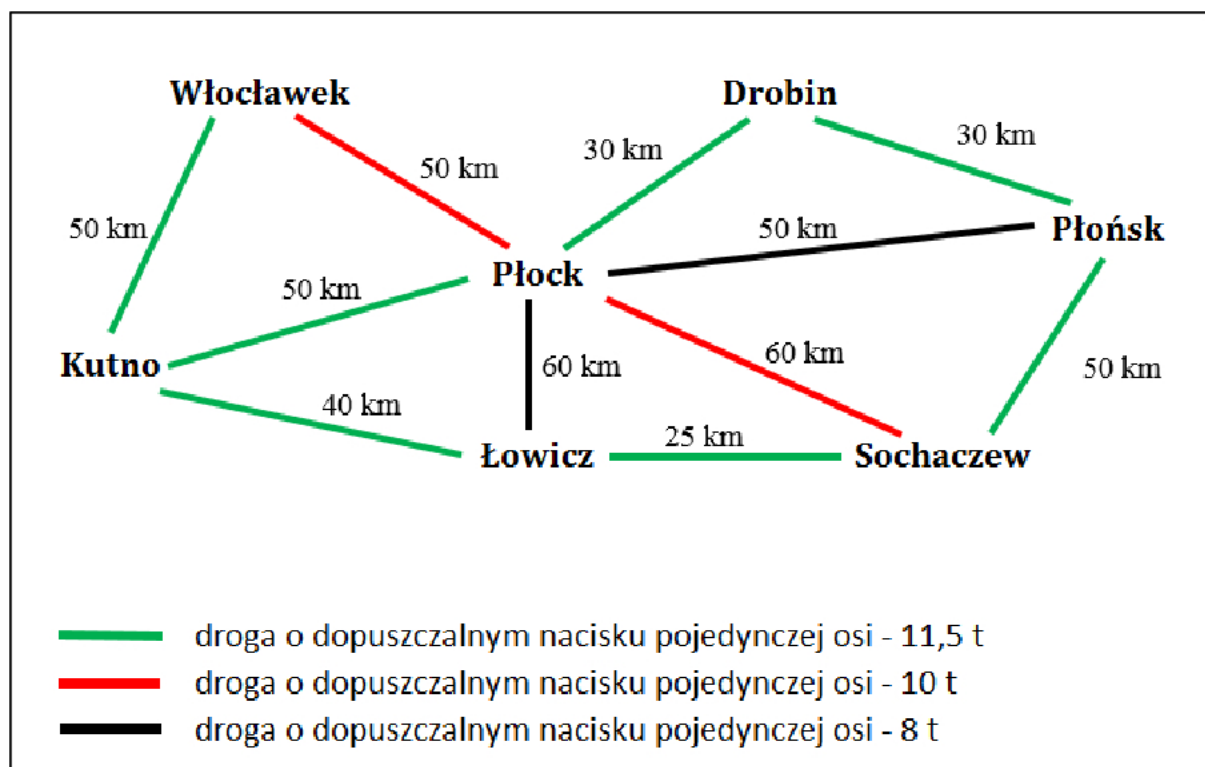 Włocławek
Drobin
30 km
30 km
50 km
50 km
50 km
Płońsk
Płock
50 km
Kutno
60 km
60 km
50 km
40 km
25 km
Łowicz
Sochaczew
droga o dopuszczalnym nacisku pojedynczej osi - 11,5 t
droga o dopuszczalnym nacisku pojedynczej osi - 10 t
droga o dopuszczalnym nacisku pojedynczej osi - 8 t